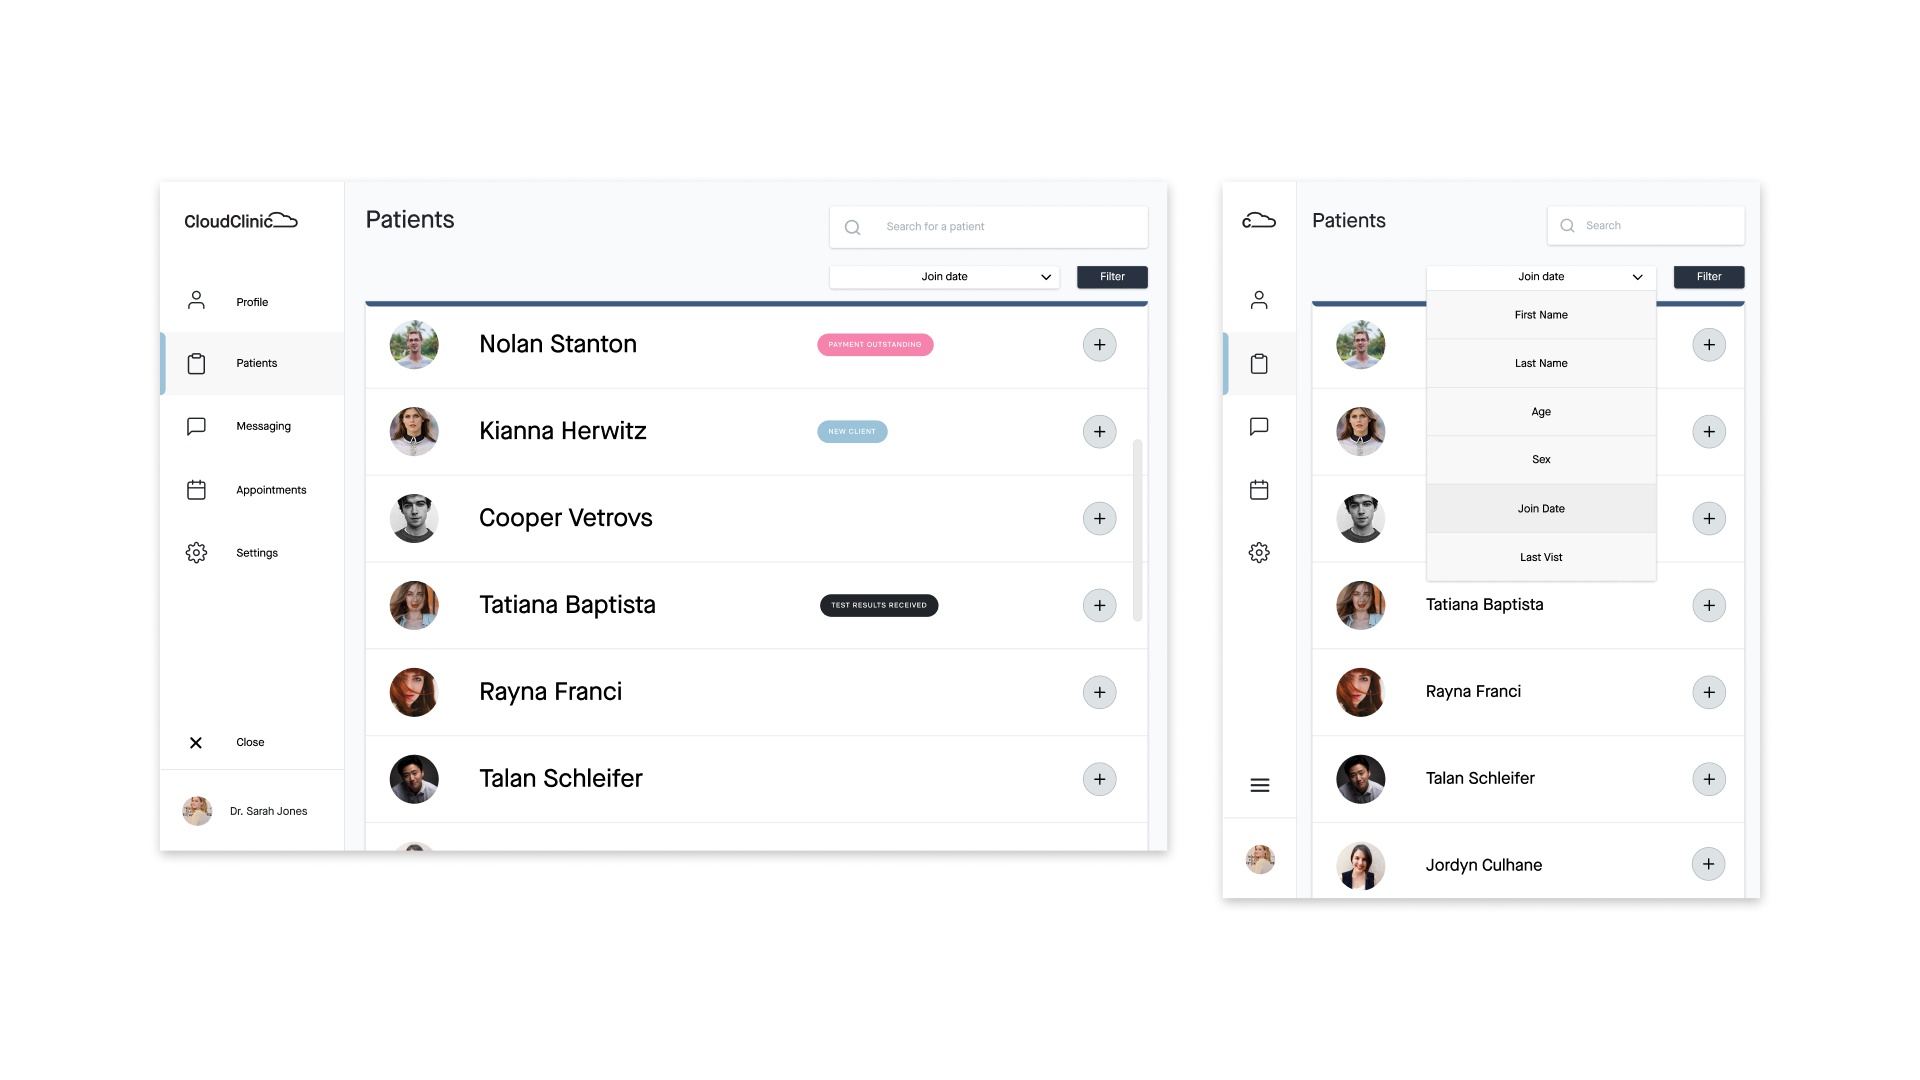 CloudClinic
Profile
Patients
Messaging
Appointments
Settings
Close
Dr. Sarah Jones
Patients
Search for a patient
Join date
Filter
Nolan Stanton
PAYMENT OUTSTANDING
Kianna Herwitz
NEW CLIENT
Cooper Vetrovs
Tatiana Baptista
TEST RESULTS RECEIVED
Rayna Franci
Talan Schleifer
Patients
Search
Join date
Filter
First Name
Last Name
Age
Sex
Join Date
Last Vist
Tatiana Baptista
Rayna Franci
Talan Schleifer
Jordyn Culhane